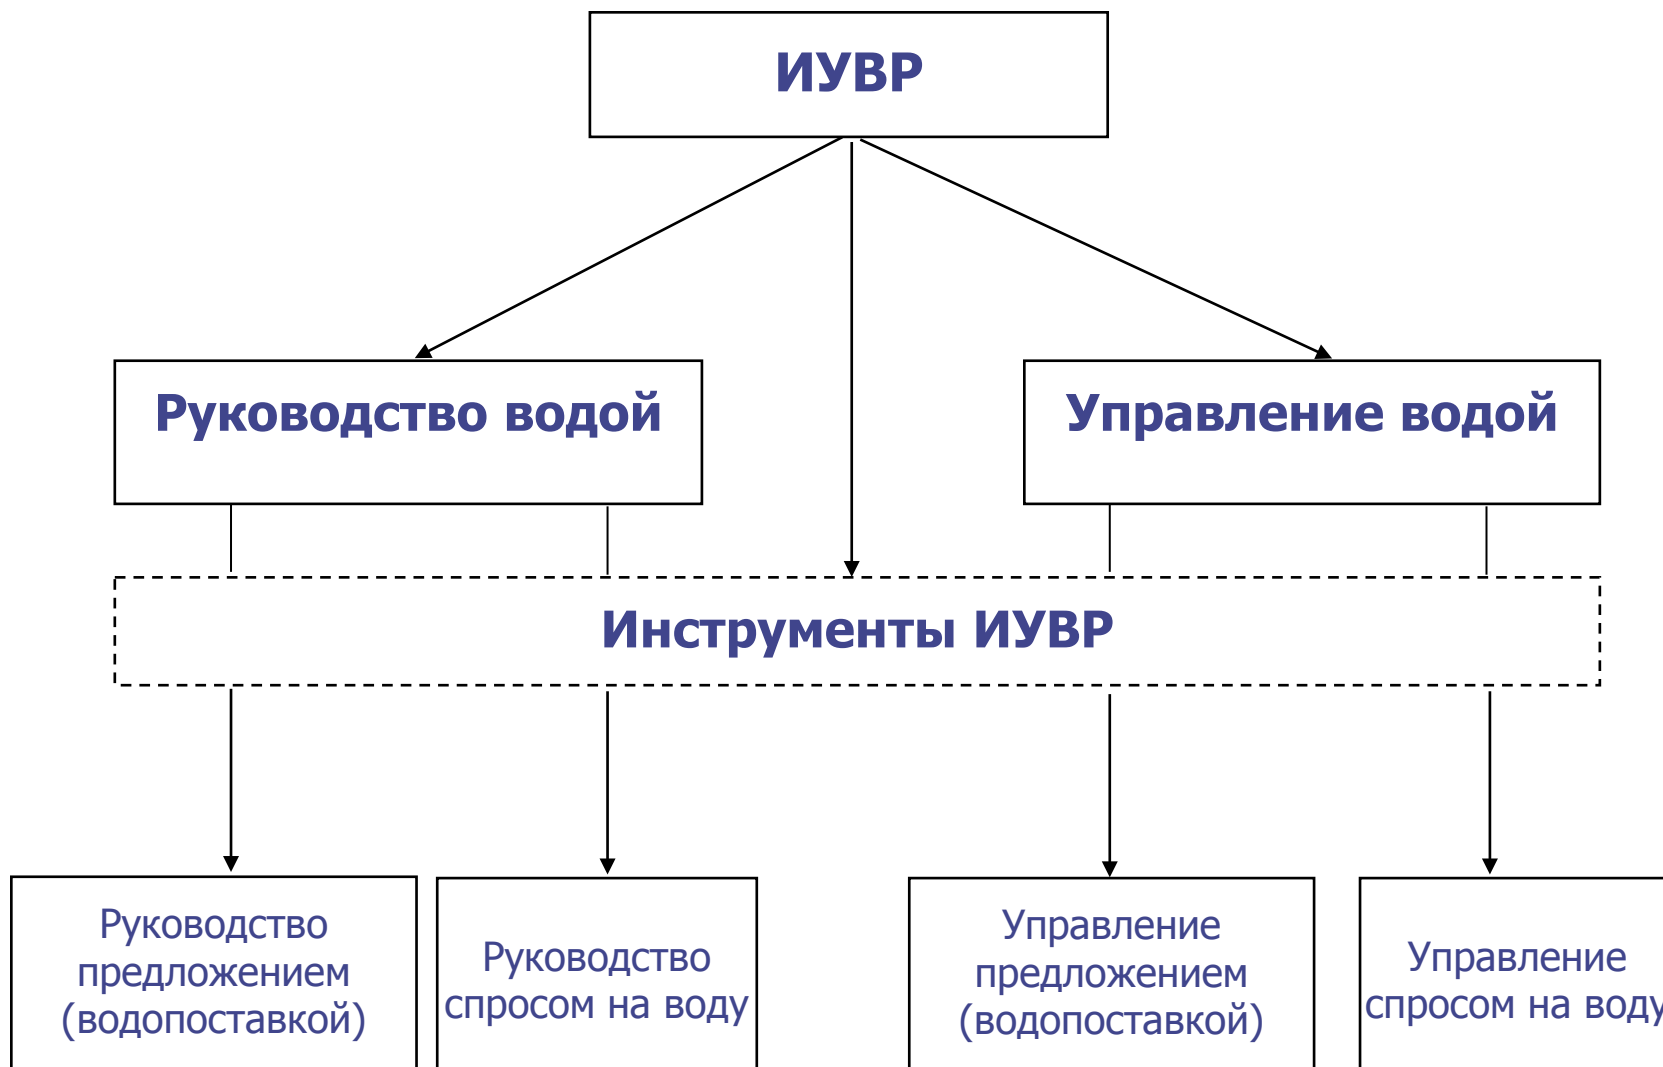 ИУВР
Руководство водой
Управление водой
Инструменты ИУВР
Руководство
предложением
(водопоставкой)
Руководство
спросом на воду
Управление
предложением
(водопоставкой)
Управление
спросом на воду